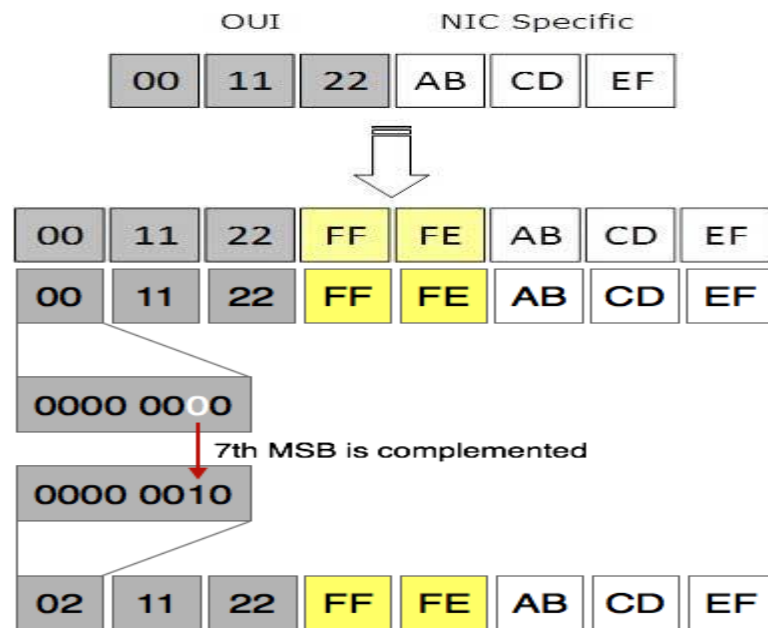 OUI NIC Specific
00 11 22 AB CD EF
00 11 22 FF FE AB CD EF
00 11 22 FF FE AB CD EF
0000 0000
7th MSB is complemented
0000 0010
02 11 22 FF FE AB CD EF